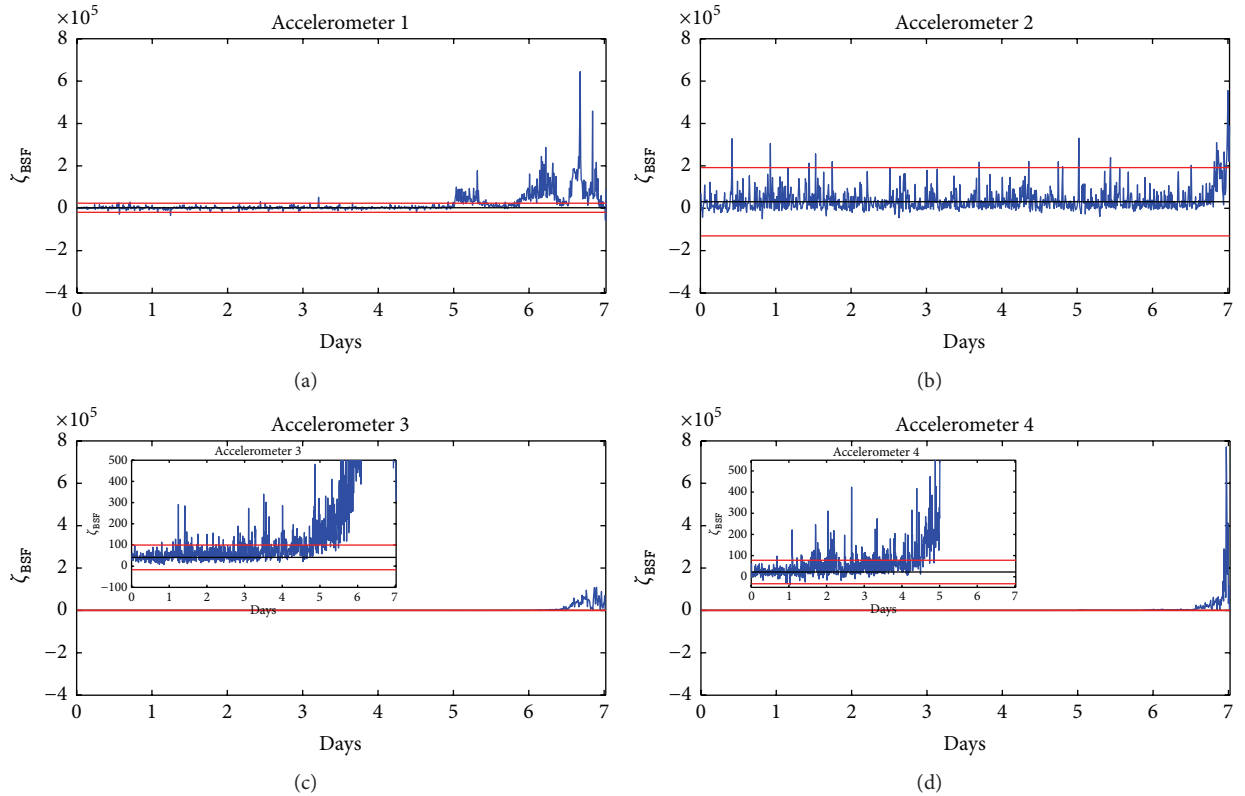 ×10⁵
Accelerometer 1
8
6
4
2
0
−2
−4
ζBSF
0 1 2 3 4 5 6 7
Days
(a)
×10⁵
Accelerometer 2
8
6
4
2
0
−2
−4
ζBSF
0 1 2 3 4 5 6 7
Days
(b)
×10⁵
Accelerometer 3
8
6
4
2
0
−2
−4
ζBSF
Accelerometer 3
500
400
300
200
100
0
−100
ζBSF
0 1 2 3 4 5 6 7
Days
0 1 2 3 4 5 6 7
Days
(c)
×10⁵
Accelerometer 4
8
6
4
2
0
−2
−4
ζBSF
Accelerometer 4
500
400
300
200
100
0
ζBSF
0 1 2 3 4 5 6 7
Days
0 1 2 3 4 5 6 7
Days
(d)